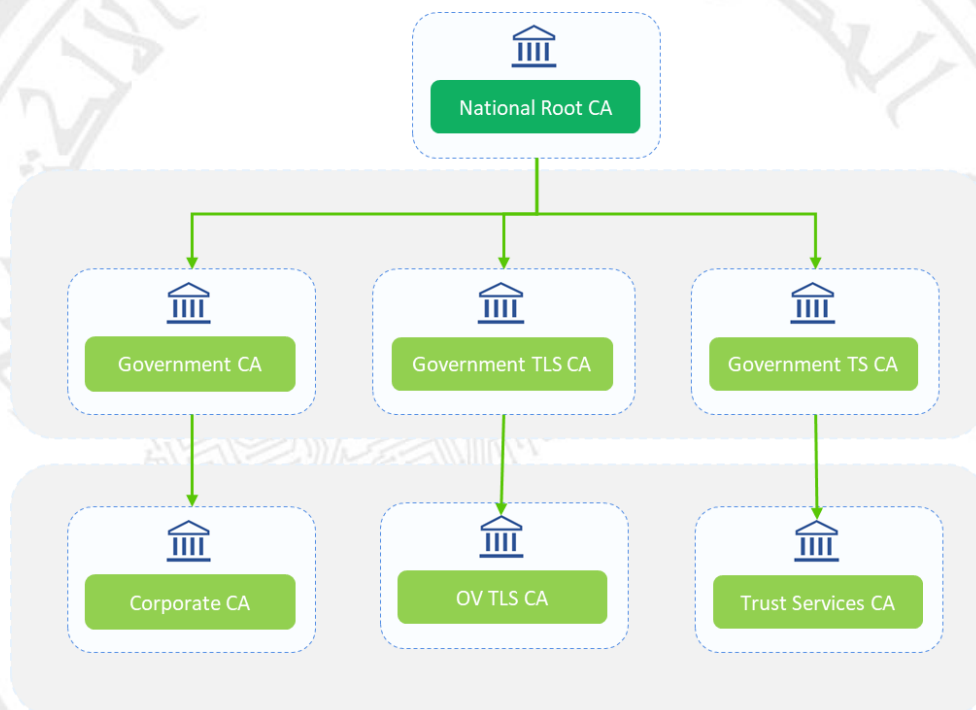 National Root CA
Government CA
Government TLS CA
Government TS CA
Corporate CA
OV TLS CA
Trust Services CA